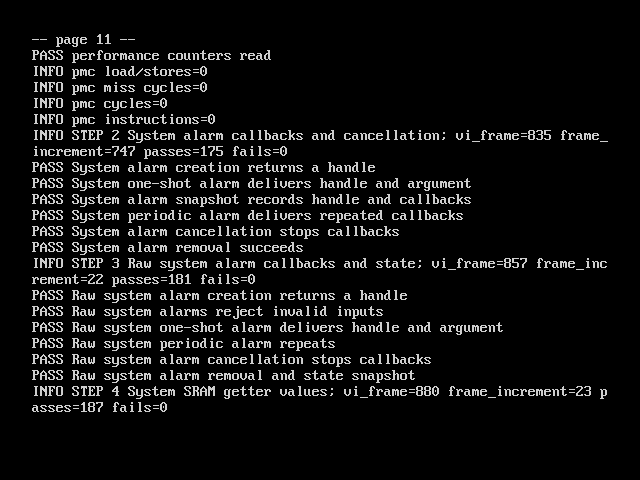 -- page 11 --
PASS performance counters read
INFO pmc load/stores=0
INFO pmc miss cycles=0
INFO pmc cycles=0
INFO pmc instructions=0
INFO STEP 2 System alarm callbacks and cancellation; vi_frame=835 frame_
increment=747 passes=175 fails=0
PASS System alarm creation returns a handle
PASS System one-shot alarm delivers handle and argument
PASS System alarm snapshot records handle and callbacks
PASS System periodic alarm delivers repeated callbacks
PASS System alarm cancellation stops callbacks
PASS System alarm removal succeeds
INFO STEP 3 Raw system alarm callbacks and state; vi_frame=857 frame_inc
rement=22 passes=181 fails=0
PASS Raw system alarm creation returns a handle
PASS Raw system alarms reject invalid inputs
PASS Raw system one-shot alarm delivers handle and argument
PASS Raw system periodic alarm repeats
PASS Raw system alarm cancellation stops callbacks
PASS Raw system alarm removal and state snapshot
INFO STEP 4 System SRAM getter values; vi_frame=880 frame_increment=23 p
asses=187 fails=0